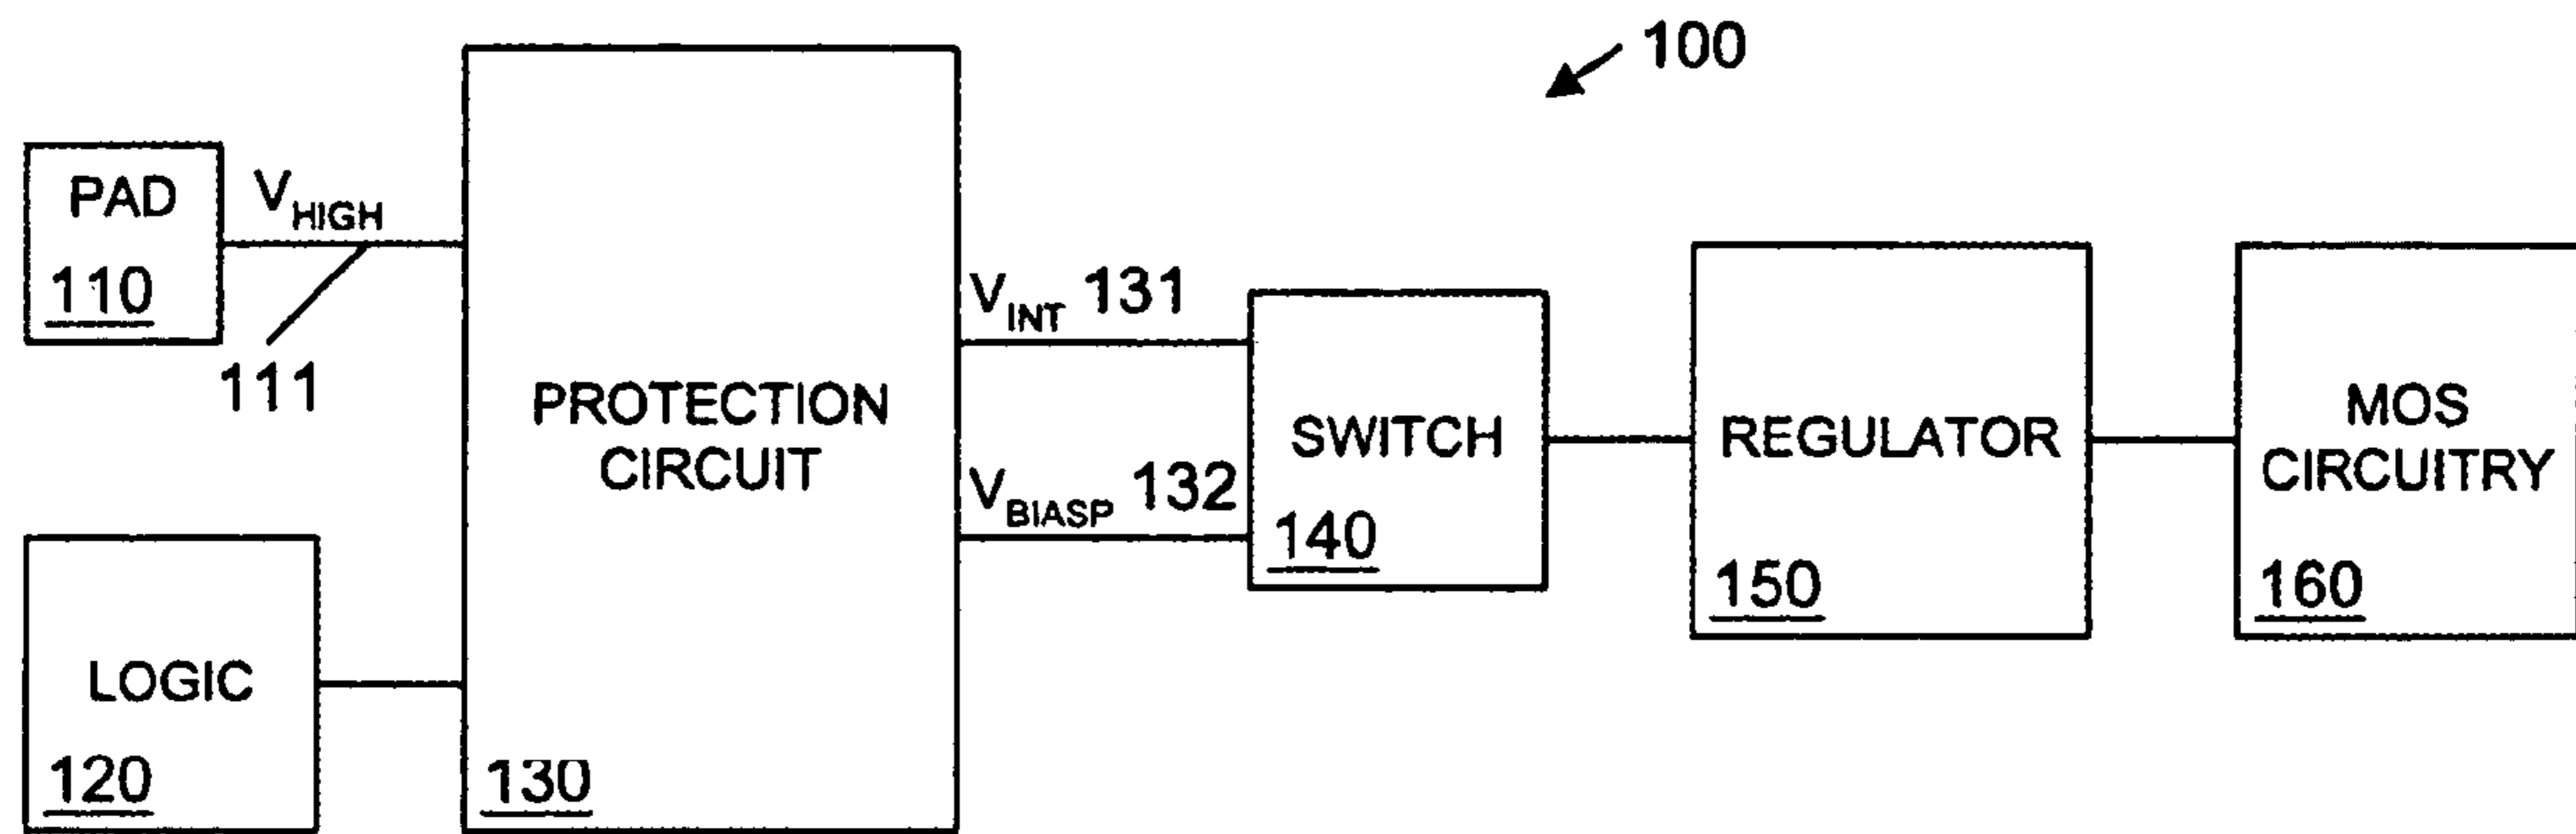 100
PAD
110
VHIGH
111
PROTECTION
CIRCUIT
130
LOGIC
120
VINT 131
VBIASP 132
SWITCH
140
REGULATOR
150
MOS
CIRCUITRY
160